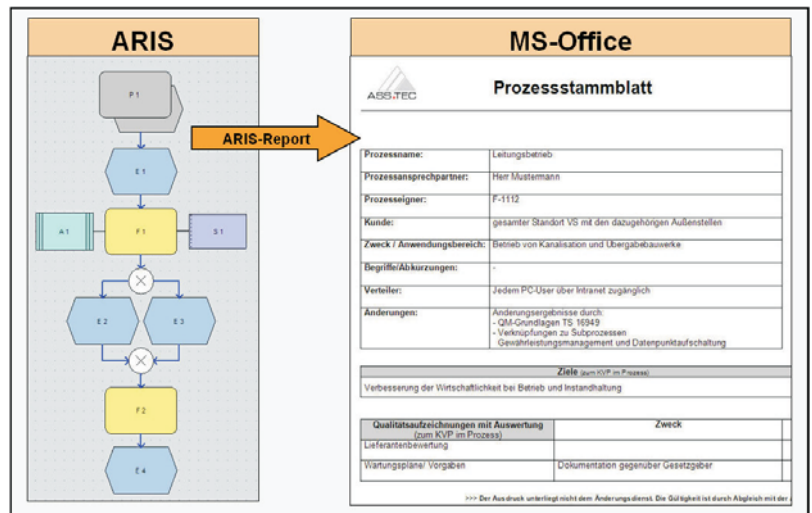 ARIS
P 1
E 1
A 1
F 1
S 1
E 2
E 3
F 2
E 4
ARIS-Report
MS-Office
ASS.TEC
Prozessstammblatt
Prozessname: Leitungsbetrieb
Prozessansprechpartner: Herr Mustermann
Prozesseigner: F-1112
Kunde: gesamter Standort VS mit den dazugehörigen Außenstellen
Zweck / Anwendungsbereich: Betrieb von Kanalisation und Übergabebauwerke
Begriffe/Abkürzungen: -
Verteiler: Jedem PC-User über Intranet zugänglich
Änderungen: Änderungsergebnisse durch:
- QM-Grundlagen TS 16949
- Verknüpfungen zu Subprozessen
Gewährleistungsmanagement und Datenpunktaufschaltung
Ziele (zum KVP im Prozess)
Verbesserung der Wirtschaftlichkeit bei Betrieb und Instandhaltung
Qualitätsaufzeichnungen mit Auswertung Zweck
(zum KVP im Prozess)
Lieferantenbewertung
Wartungspläne/ Vorgaben Dokumentation gegenüber Gesetzgeber
>>> Der Ausdruck unterliegt nicht dem Änderungsdienst. Die Gültigkeit ist durch Abgleich mit der